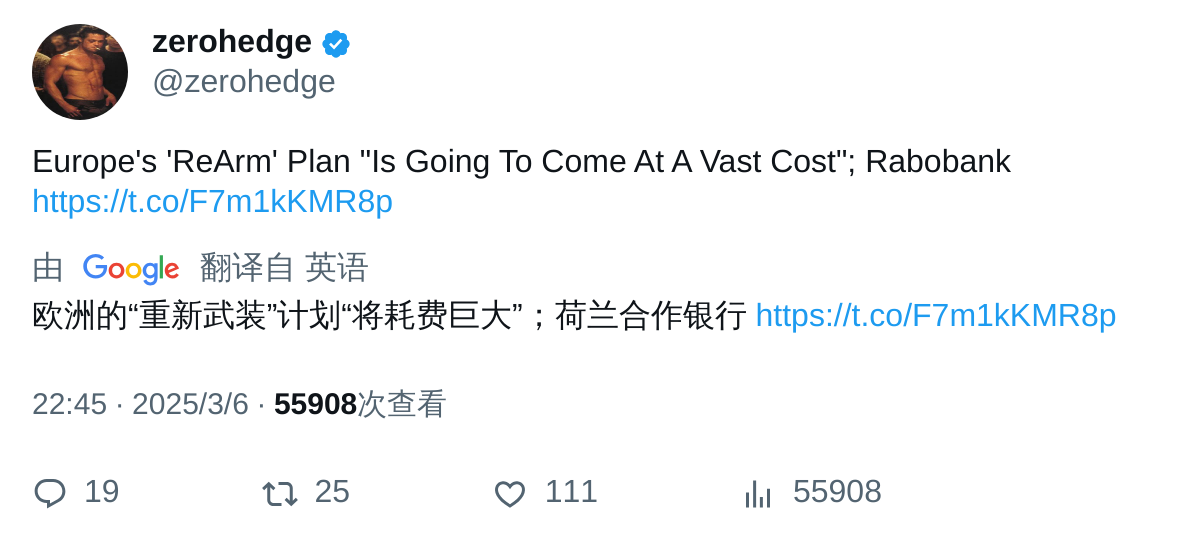 zerohedge
@zerohedge
Europe's 'ReArm' Plan "Is Going To Come At A Vast Cost"; Rabobank
https://t.co/F7m1kKMR8p
由 Google 翻译自 英语
欧洲的“重新武装”计划“将耗费巨大”；荷兰合作银行 https://t.co/F7m1kKMR8p
22:45 · 2025/3/6 · 55908次查看
19 25 111 55908